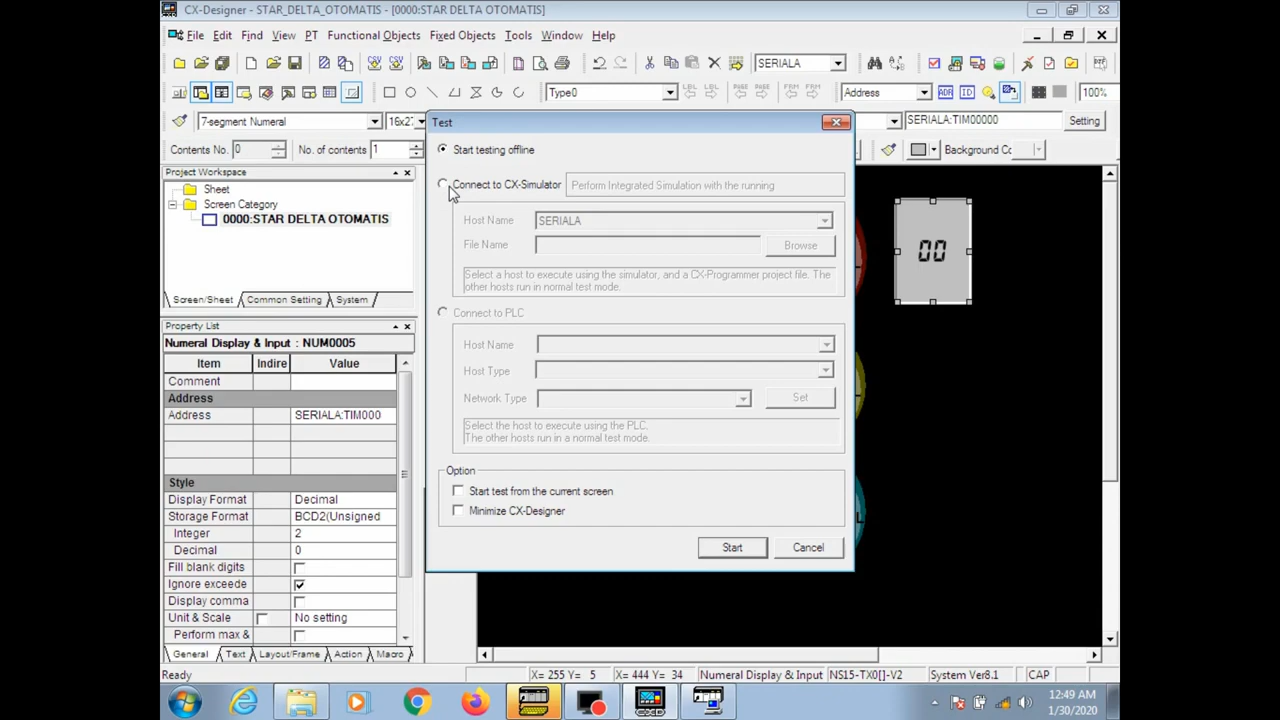 CX-Designer - STAR_DELTA_OTOMATIS - [0000:STAR DELTA OTOMATIS]
File Edit Find View PT Functional Objects Fixed Objects Tools Window Help
SERIALA
Type0 Address ADR ID 100%
7-segment Numeral 16x27 SERIALA:TIM00000 Setting
Contents No. 0 No. of contents 1 Background Co
Project Workspace
Sheet
Screen Category
0000:STAR DELTA OTOMATIS
Screen/Sheet Common Setting System
Property List
Numeral Display & Input : NUM0005
Item Indire Value
Comment
Address
Address SERIALA:TIM000
Style
Display Format Decimal
Storage Format BCD2(Unsigned
Integer 2
Decimal 0
Fill blank digits
Ignore exceede
Display comma
Unit & Scale No setting
Perform max &
General Text Layout/Frame Action Macro
Test
Start testing offline
Connect to CX-Simulator Perform Integrated Simulation with the running
Host Name SERIALA
File Name Browse
Select a host to execute using the simulator, and a CX-Programmer project file. The
other hosts run in normal test mode.
Connect to PLC
Host Name
Host Type
Network Type Set
Select the host to execute using the PLC.
The other hosts run in a normal test mode.
Option
Start test from the current screen
Minimize CX-Designer
Start Cancel
00
L
Ready X= 255 Y= 5 X= 444 Y= 34 Numeral Display & Input NS15-TX0[]-V2 System Ver8.1 CAP
12:49 AM
1/30/2020